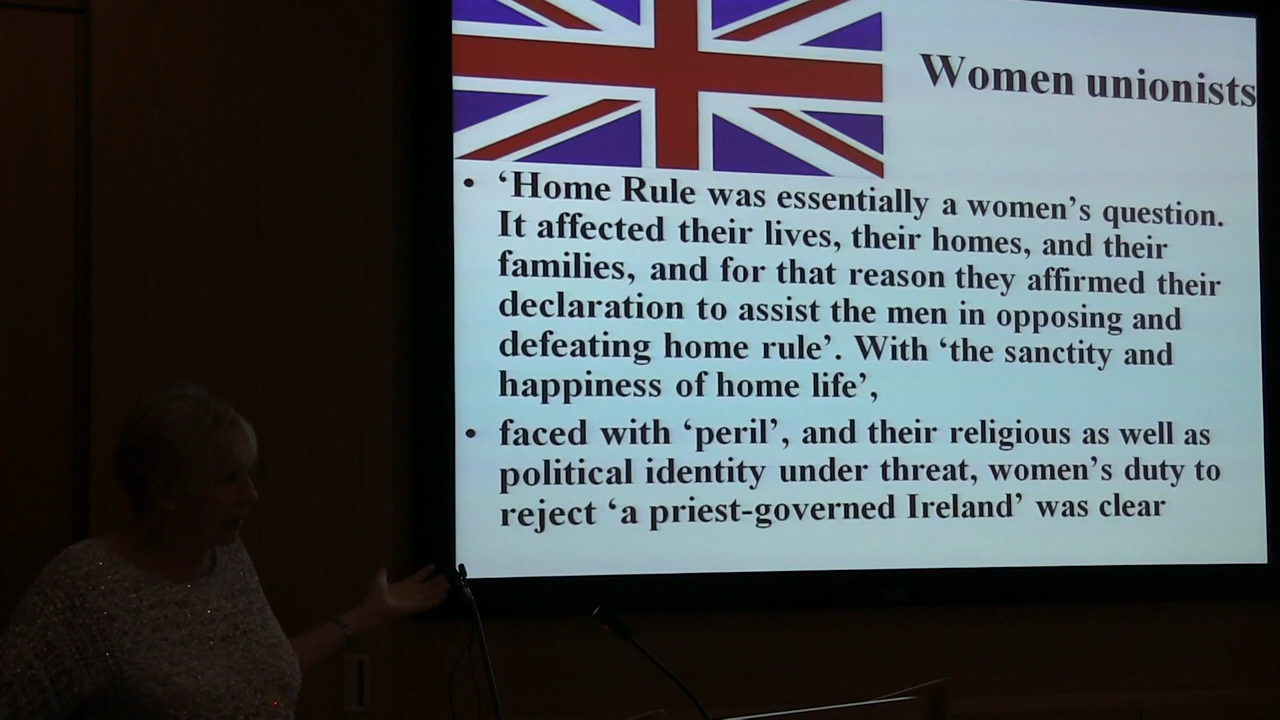 Women unionists
• ‘Home Rule was essentially a women’s question.
It affected their lives, their homes, and their
families, and for that reason they affirmed their
declaration to assist the men in opposing and
defeating home rule’. With ‘the sanctity and
happiness of home life’,
• faced with ‘peril’, and their religious as well as
political identity under threat, women’s duty to
reject ‘a priest-governed Ireland’ was clear